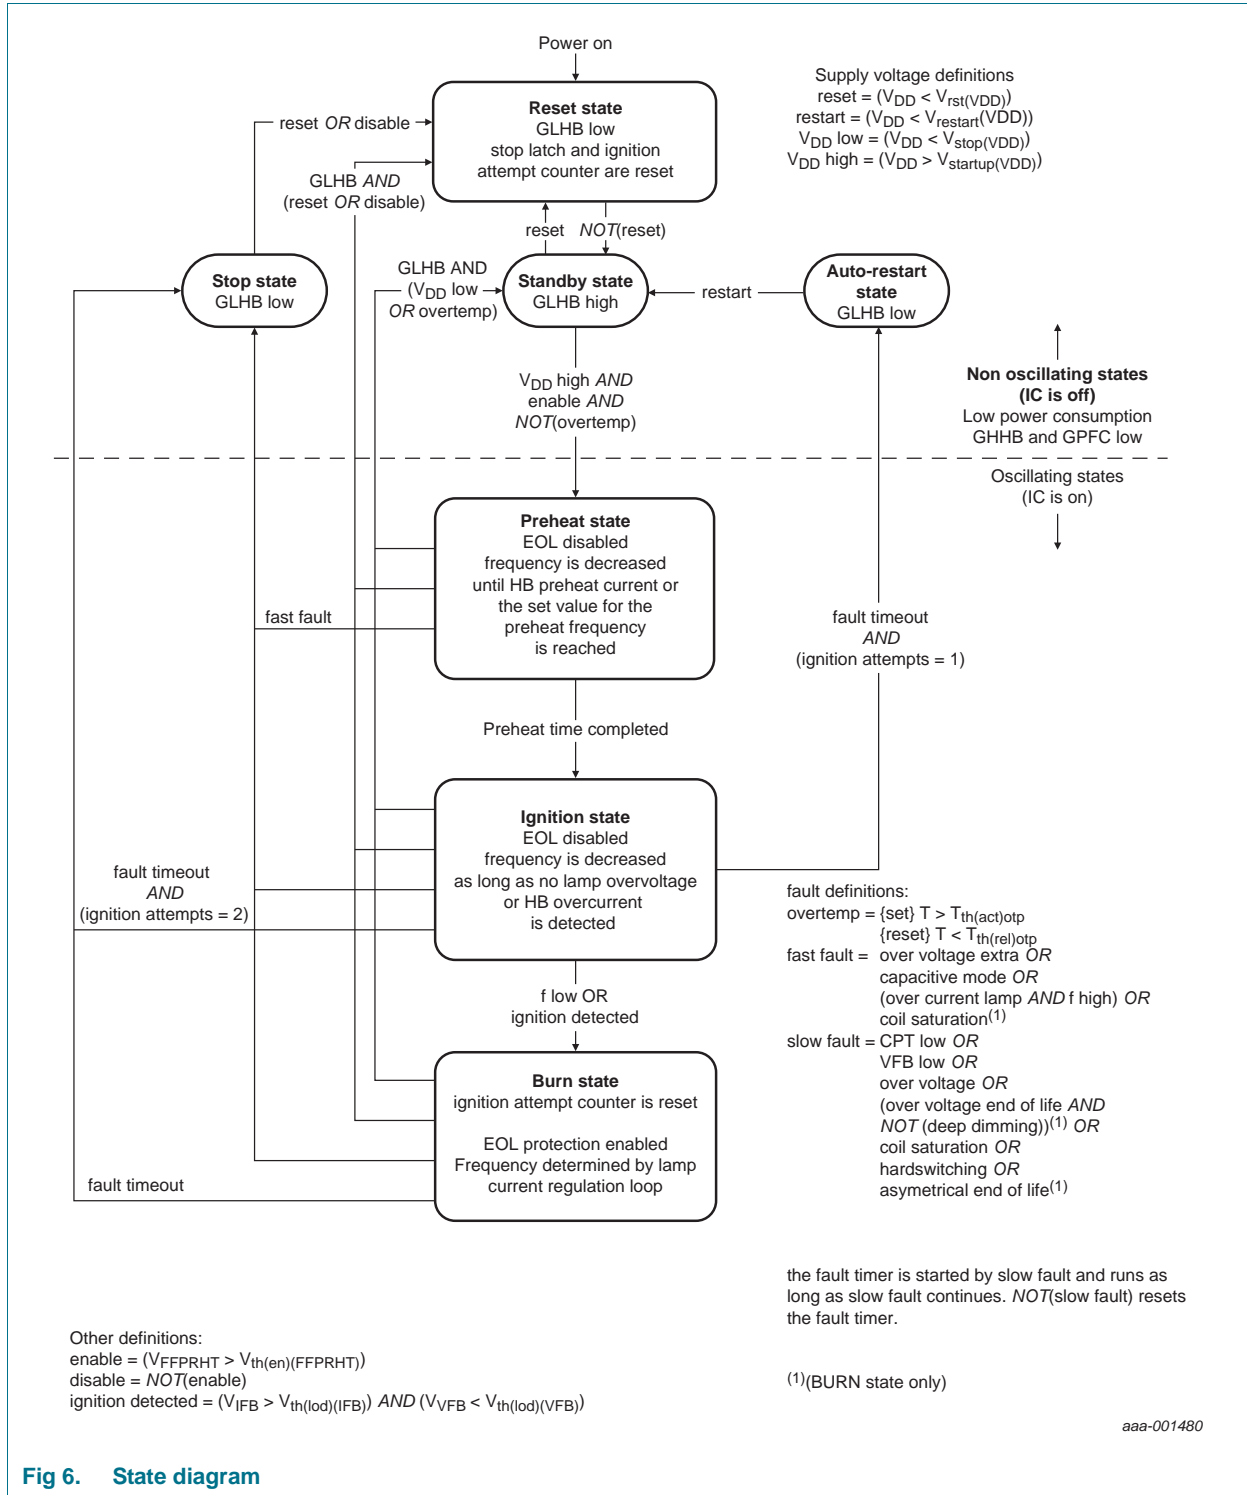 Power on
Supply voltage definitions
reset = (VDD < Vrst(VDD))
restart = (VDD < Vrestart(VDD))
VDD low = (VDD < Vstop(VDD))
VDD high = (VDD > Vstartup(VDD))
Reset state
GLHB low
stop latch and ignition
attempt counter are reset
reset OR disable
GLHB AND
(reset OR disable)
reset
NOT(reset)
Stop state
GLHB low
GLHB AND
(VDD low
OR overtemp)
Standby state
GLHB high
restart
Auto-restart
state
GLHB low
VDD high AND
enable AND
NOT(overtemp)
Non oscillating states
(IC is off)
Low power consumption
GHHB and GPFC low
Oscillating states
(IC is on)
Preheat state
EOL disabled
frequency is decreased
until HB preheat current or
the set value for the
preheat frequency
is reached
fast fault
fault timeout
AND
(ignition attempts = 1)
Preheat time completed
Ignition state
EOL disabled
frequency is decreased
as long as no lamp overvoltage
or HB overcurrent
is detected
fault timeout
AND
(ignition attempts = 2)
f low OR
ignition detected
Burn state
ignition attempt counter is reset
EOL protection enabled
Frequency determined by lamp
current regulation loop
fault timeout
fault definitions:
overtemp = {set} T > Tth(act)otp
{reset} T < Tth(rel)otp
fast fault = over voltage extra OR
capacitive mode OR
(over current lamp AND f high) OR
coil saturation(1)
slow fault = CPT low OR
VFB low OR
over voltage OR
(over voltage end of life AND
NOT (deep dimming))(1) OR
coil saturation OR
hardswitching OR
asymetrical end of life(1)
the fault timer is started by slow fault and runs as
long as slow fault continues. NOT(slow fault) resets
the fault timer.
(1)(BURN state only)
Other definitions:
enable = (VFFPRHT > Vth(en)(FFPRHT))
disable = NOT(enable)
ignition detected = (VIFB > Vth(lod)(IFB)) AND (VVFB < Vth(lod)(VFB))
aaa-001480
Fig 6. State diagram